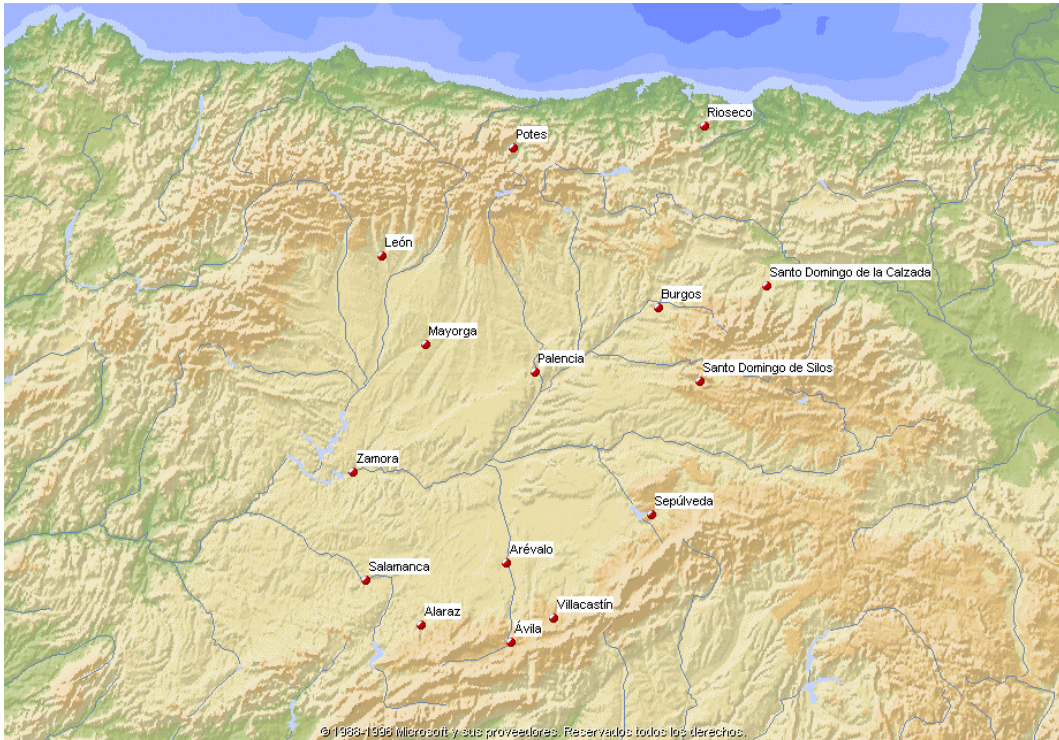 Rioseco
Potes
León
Santo Domingo de la Calzada
Burgos
Mayorga
Palencia
Santo Domingo de Silos
Zamora
Sepúlveda
Arévalo
Salamanca
Villacastín
Alaraz
Ávila
© 1988-1996 Microsoft y sus proveedores. Reservados todos los derechos.